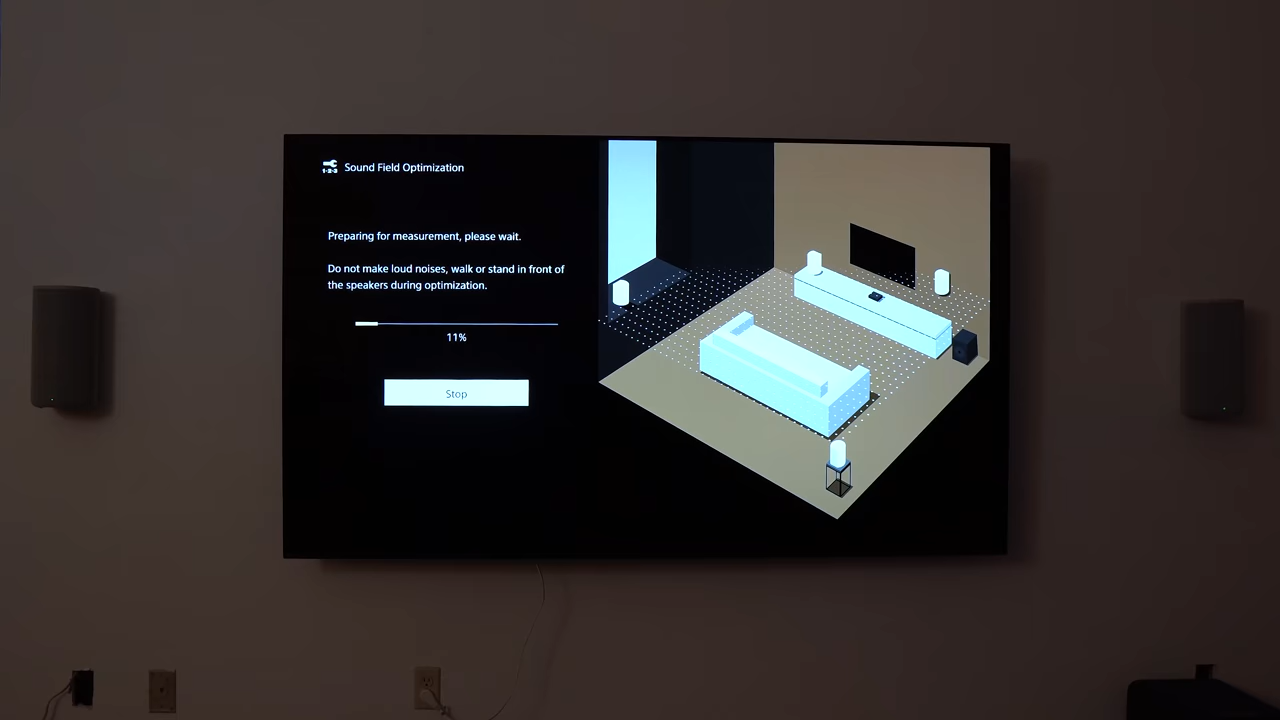 Sound Field Optimization
Preparing for measurement, please wait.
Do not make loud noises, walk or stand in front of
the speakers during optimization.
11%
Stop